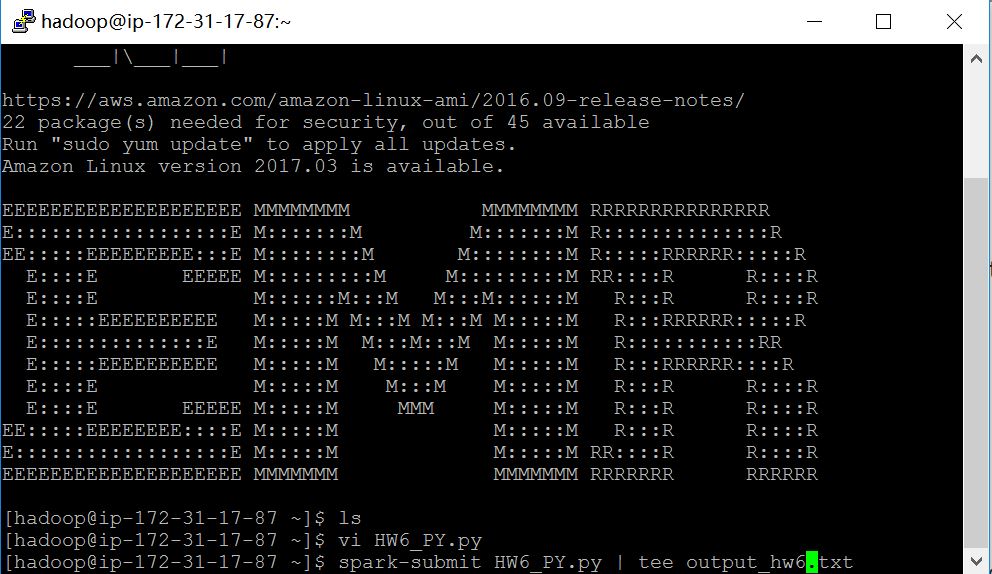 hadoop@ip-172-31-17-87:~
___|\___|___|
https://aws.amazon.com/amazon-linux-ami/2016.09-release-notes/
22 package(s) needed for security, out of 45 available
Run "sudo yum update" to apply all updates.
Amazon Linux version 2017.03 is available.
EEEEEEEEEEEEEEEEEEEE MMMMMMMM           MMMMMMMM RRRRRRRRRRRRRRR
E::::::::::::::::::E M:::::::M         M:::::::M R::::::::::::::R
EE:::::EEEEEEEEE:::E M::::::::M       M::::::::M R:::::RRRRRR:::::R
  E::::E       EEEEE M:::::::::M     M:::::::::M RR::::R      R::::R
  E::::E             M::::::M:::M   M:::M::::::M   R:::R      R::::R
  E:::::EEEEEEEEEE   M:::::M M:::M M:::M M:::::M   R:::RRRRRR:::::R
  E::::::::::::::E   M:::::M  M:::M:::M  M:::::M   R:::::::::::RR
  E:::::EEEEEEEEEE   M:::::M   M:::::M   M:::::M   R:::RRRRRR::::R
  E::::E             M:::::M    M:::M    M:::::M   R:::R      R::::R
  E::::E       EEEEE M:::::M     MMM     M:::::M   R:::R      R::::R
EE:::::EEEEEEEE::::E M:::::M             M:::::M   R:::R      R::::R
E::::::::::::::::::E M:::::M             M:::::M RR::::R      R::::R
EEEEEEEEEEEEEEEEEEEE MMMMMMM             MMMMMMM RRRRRRR      RRRRRR
[hadoop@ip-172-31-17-87 ~]$ ls
[hadoop@ip-172-31-17-87 ~]$ vi HW6_PY.py
[hadoop@ip-172-31-17-87 ~]$ spark-submit HW6_PY.py | tee output_hw6.txt